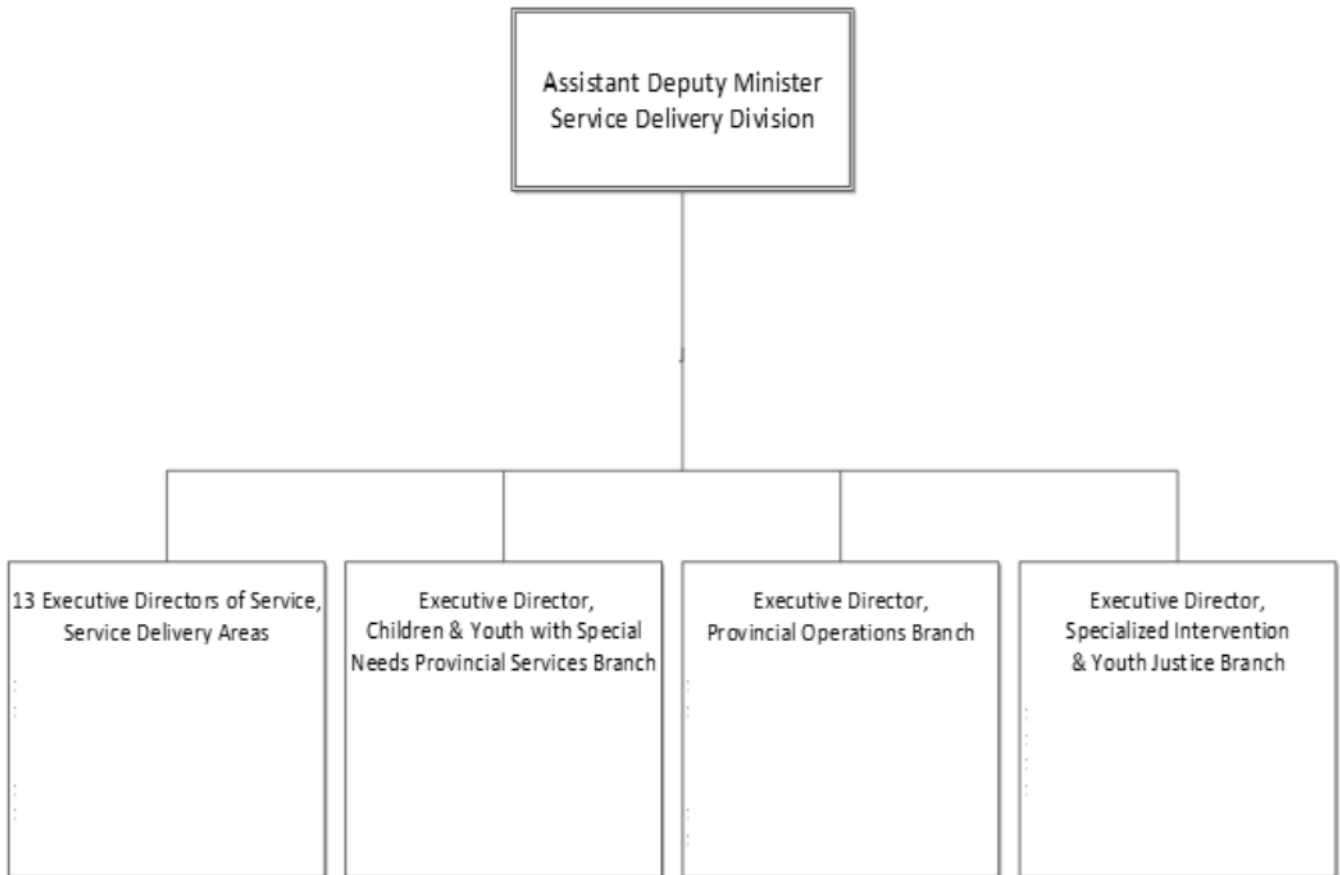 Assistant Deputy Minister
Service Delivery Division
13 Executive Directors of Service,
Service Delivery Areas
Executive Director,
Children & Youth with Special
Needs Provincial Services Branch
Executive Director,
Provincial Operations Branch
Executive Director,
Specialized Intervention
& Youth Justice Branch